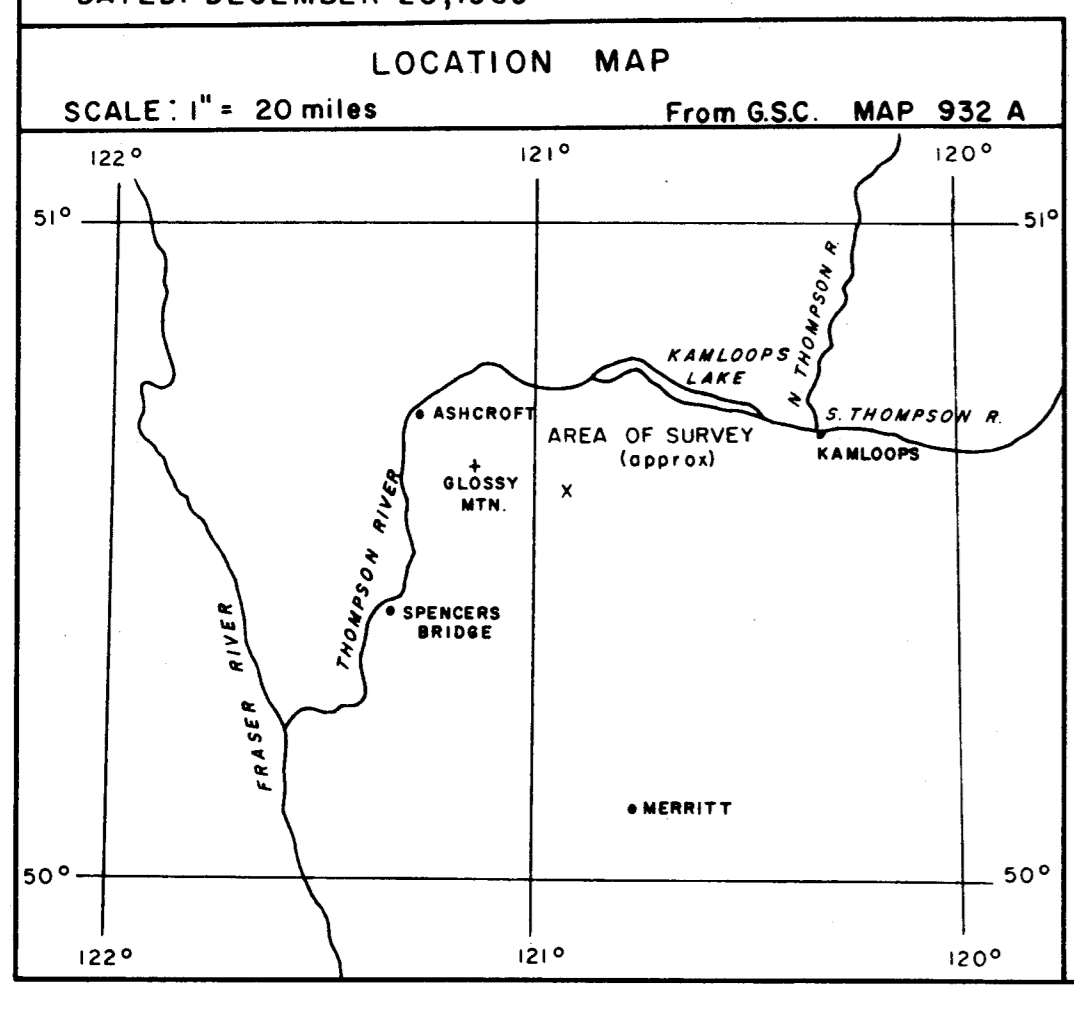 LOCATION MAP
SCALE: 1" = 20 miles
From G.S.C. MAP 932 A
122°
121°
120°
51°
51°
N. THOMPSON R.
KAMLOOPS
LAKE
ASHCROFT
S. THOMPSON R.
AREA OF SURVEY
(approx)
KAMLOOPS
+
GLOSSY
MTN.
x
THOMPSON RIVER
SPENCERS
BRIDGE
FRASER RIVER
MERRITT
50°
50°
122°
121°
120°